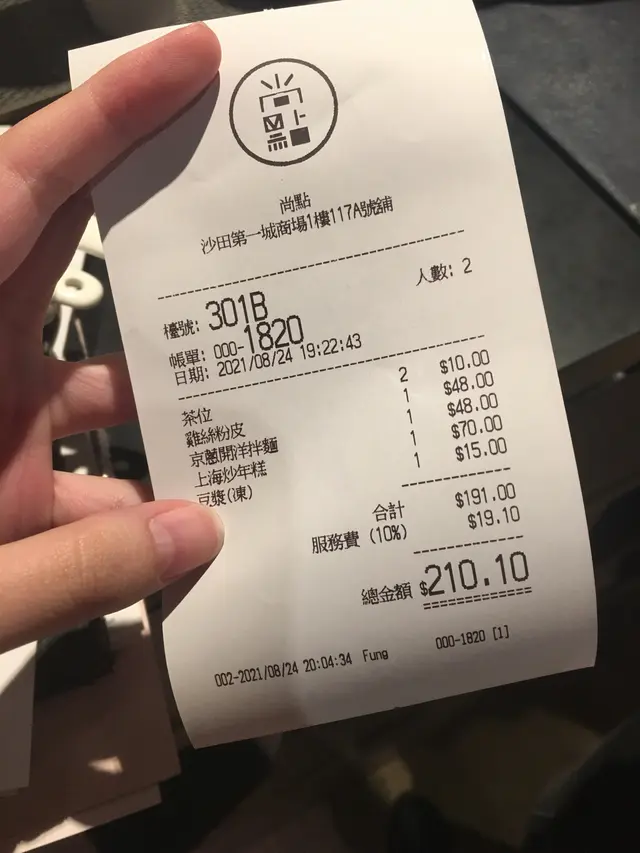 尚點
沙田第一城商場1樓117A號舖
人數: 2
檯號: 301B
帳單: 000-1820
日期: 2021/08/24 19:22:43
茶位 2 $10.00
雞絲粉皮 1 $48.00
京蔥開洋拌麵 1 $48.00
上海炒年糕 1 $70.00
豆漿(凍) 1 $15.00
合計 $191.00
服務費 (10%) $19.10
總金額 $210.10
002-2021/08/24 20:04:34 Fung 000-1820 [1]